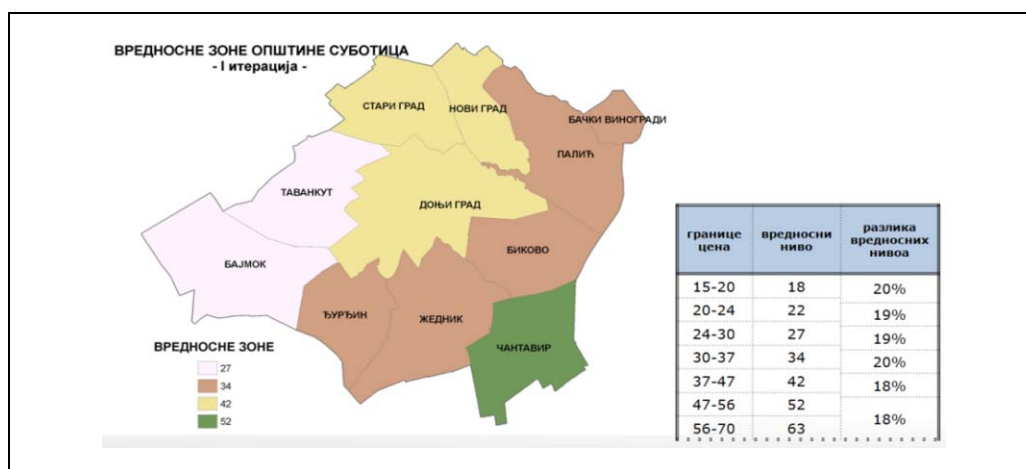 ВРЕДНОСНЕ ЗОНЕ ОПШТИНЕ СУБОТИЦА
- I итерација -
СТАРИ ГРАД
НОВИ ГРАД
БАЧКИ ВИНОГРАДИ
ПАЛИЋ
ТАВАНКУТ
ДОЊИ ГРАД
БИКОВО
БАЈМОК
ЂУРЂИН
ЖЕДНИК
ЧАНТАВИР
ВРЕДНОСНЕ ЗОНЕ
27
34
42
52
границе цена вредносни ниво разлика вредносних нивоа
15-20 18 20%
20-24 22 19%
24-30 27 19%
30-37 34 20%
37-47 42 18%
47-56 52 18%
56-70 63